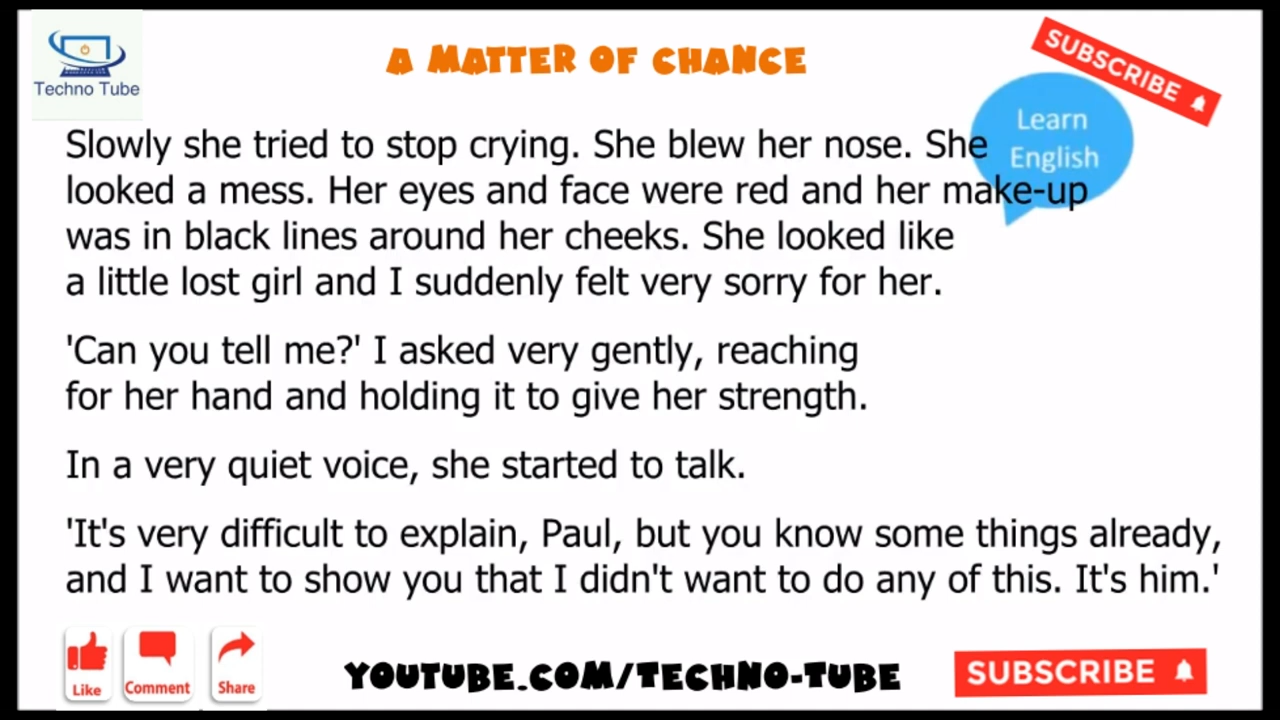 Techno Tube
A MATTER OF CHANCE
SUBSCRIBE
Learn
English
Slowly she tried to stop crying. She blew her nose. She
looked a mess. Her eyes and face were red and her make-up
was in black lines around her cheeks. She looked like
a little lost girl and I suddenly felt very sorry for her.
'Can you tell me?' I asked very gently, reaching
for her hand and holding it to give her strength.
In a very quiet voice, she started to talk.
'It's very difficult to explain, Paul, but you know some things already,
and I want to show you that I didn't want to do any of this. It's him.'
Like
Comment
Share
YOUTUBE.COM/TECHNO-TUBE
SUBSCRIBE